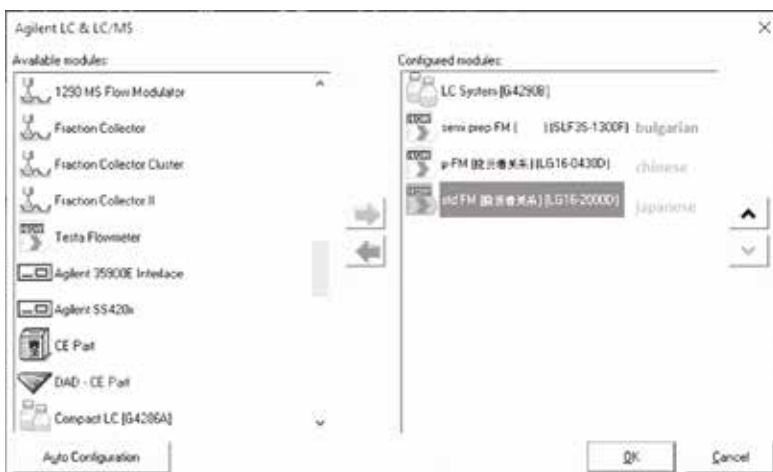 Agilent LC & LC/MS
Available modules:
1290 MS Flow Modulator
Fraction Collector
Fraction Collector Cluster
Fraction Collector II
Testa Flowmeter
Agilent 35900E Interface
Agilent SS420x
CE Part
DAD - CE Part
Compact LC [G4286A]
Auto Configuration
Configured modules:
LC System [G4290B]
semi prep FM [ ] [SLF3S-1300F] bulgarian
µ-FM [LG16-0430D] chinese
std FM [LG16-2000D] japanese
OK
Cancel